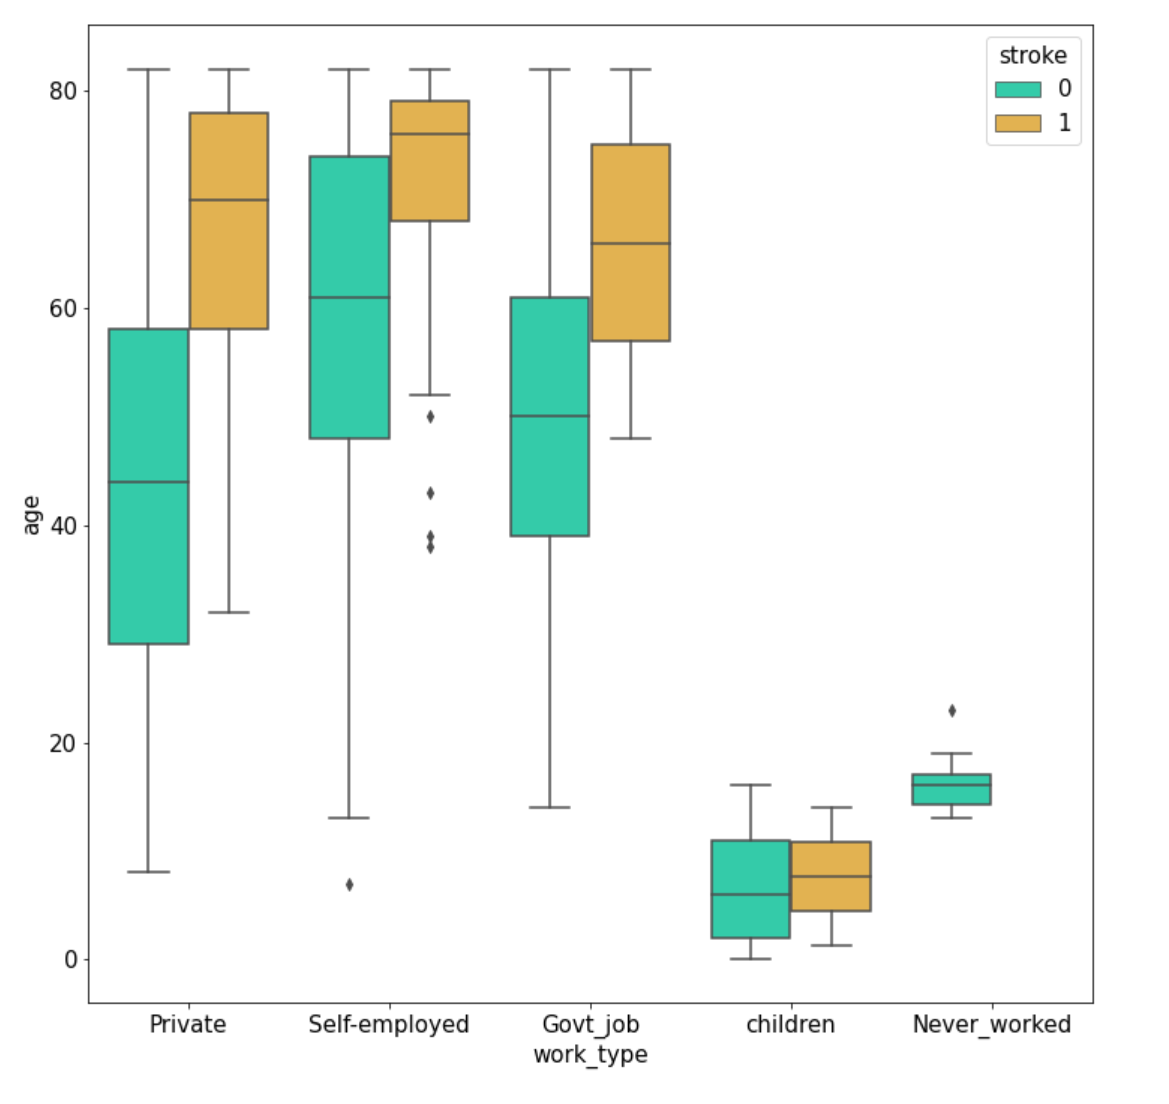 stroke
0
1
80
60
40
20
0
age
Private
Self-employed
Govt_job
children
Never_worked
work_type